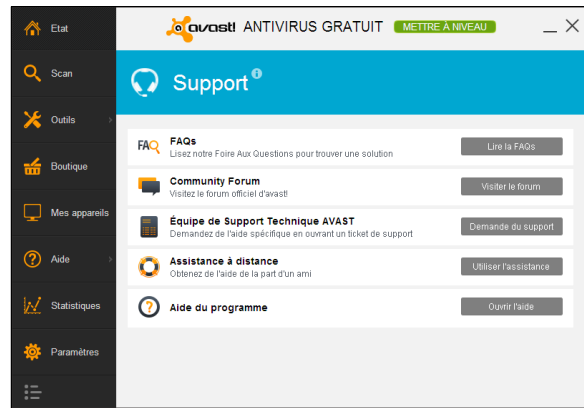 avast! ANTIVIRUS GRATUIT METTRE À NIVEAU
Etat
Scan
Outils
Boutique
Mes appareils
Aide
Statistiques
Paramètres
Support
FAQ
FAQs
Lisez notre Foire Aux Questions pour trouver une solution
Lire la FAQs
Community Forum
Visitez le forum officiel d'avast!
Visiter le forum
Équipe de Support Technique AVAST
Demandez de l'aide spécifique en ouvrant un ticket de support
Demande du support
Assistance à distance
Obtenez de l'aide de la part d'un ami
Utiliser l'assistance
Aide du programme
Ouvrir l'aide